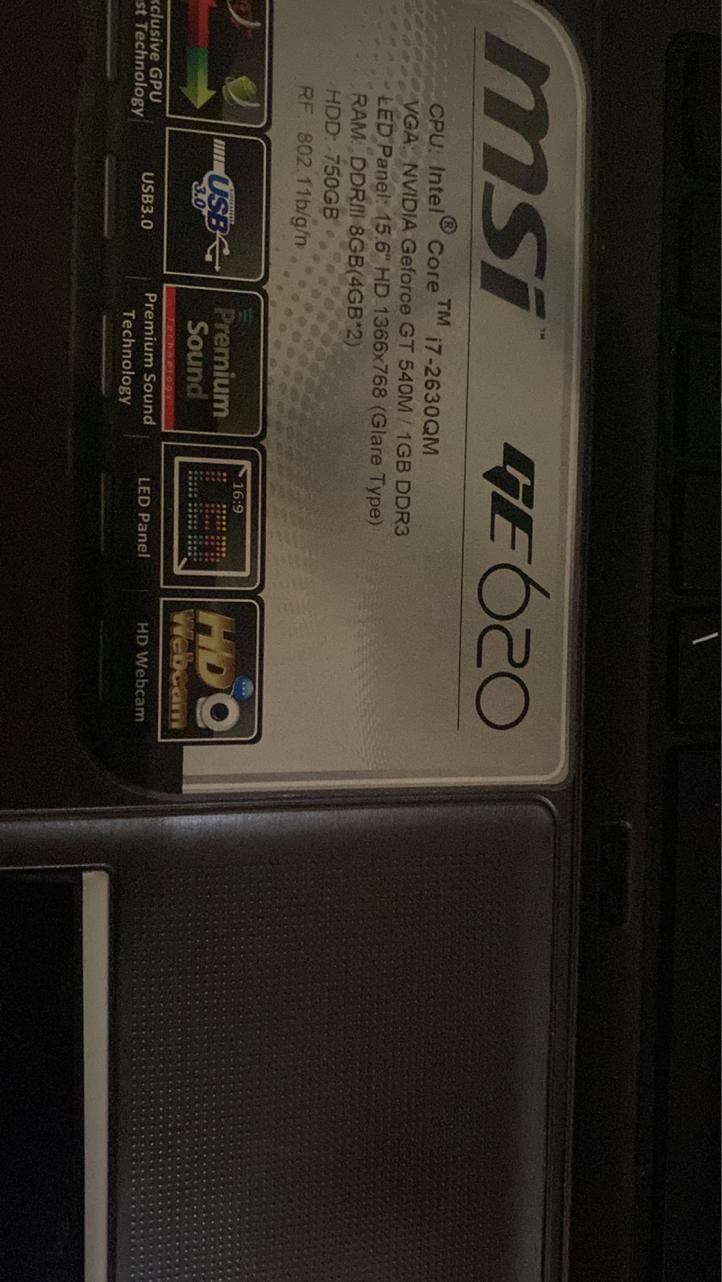 msi™ GE620
CPU: Intel® Core™ i7-2630QM
VGA: NVIDIA Geforce GT 540M / 1GB DDR3
LED Panel: 15.6" HD 1366x768 (Glare Type)
RAM: DDRIII 8GB(4GB*2)
HDD: 750GB
RF 802.11b/g/n
USB 3.0
Premium Sound
Technology
16:9
HD Webcam
xclusive GPU
st Technology
USB3.0
Premium Sound
Technology
LED Panel
HD Webcam
\